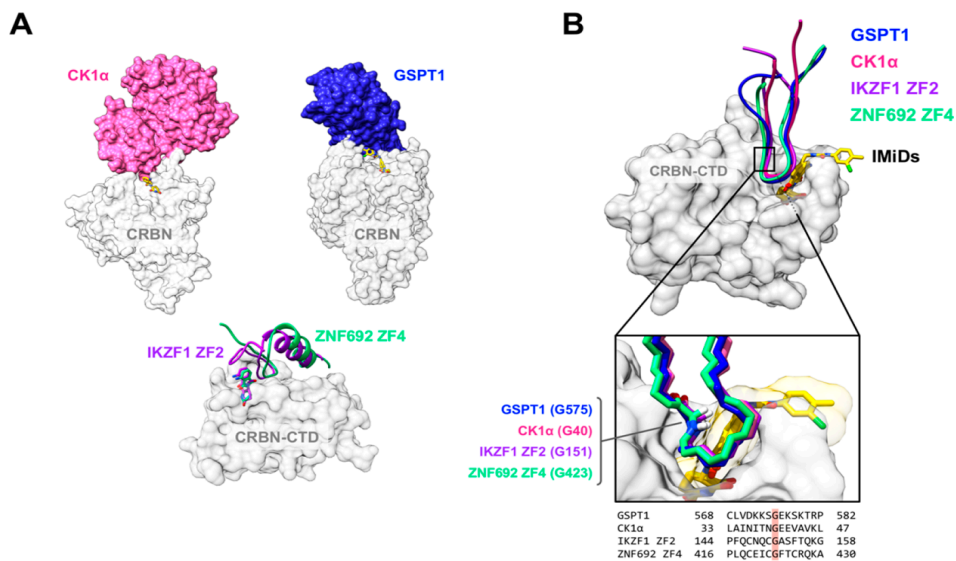 A
CK1α
GSPT1
CRBN
CRBN
IKZF1 ZF2
ZNF692 ZF4
CRBN-CTD
B
GSPT1
CK1α
IKZF1 ZF2
ZNF692 ZF4
CRBN-CTD
IMiDs
GSPT1 (G575)
CK1α (G40)
IKZF1 ZF2 (G151)
ZNF692 ZF4 (G423)
GSPT1 568 CLVDKKSGEKSKTRP 582
CK1α 33 LAINITNGEEVAVKL 47
IKZF1 ZF2 144 PFQCNQCGASFTQKG 158
ZNF692 ZF4 416 PLQCEICGFTCRQKA 430